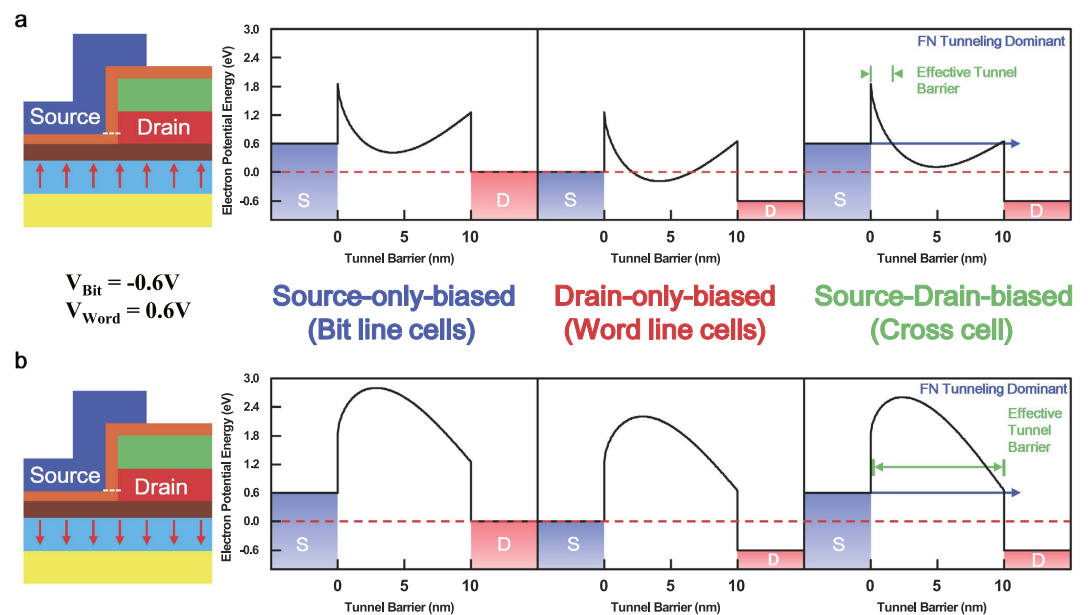 a
Source
Drain
Electron Potential Energy (eV)
3.0
2.4
1.8
1.2
0.6
0.0
-0.6
S
D
0
5
10
Tunnel Barrier (nm)
S
D
0
5
10
Tunnel Barrier (nm)
FN Tunneling Dominant
Effective Tunnel
Barrier
S
D
0
5
10
Tunnel Barrier (nm)
VBit = -0.6V
VWord = 0.6V
Source-only-biased
(Bit line cells)
Drain-only-biased
(Word line cells)
Source-Drain-biased
(Cross cell)
b
Source
Drain
Electron Potential Energy (eV)
3.0
2.4
1.8
1.2
0.6
0.0
-0.6
S
D
0
5
10
Tunnel Barrier (nm)
S
D
0
5
10
Tunnel Barrier (nm)
FN Tunneling Dominant
Effective
Tunnel
Barrier
S
D
0
5
10
Tunnel Barrier (nm)